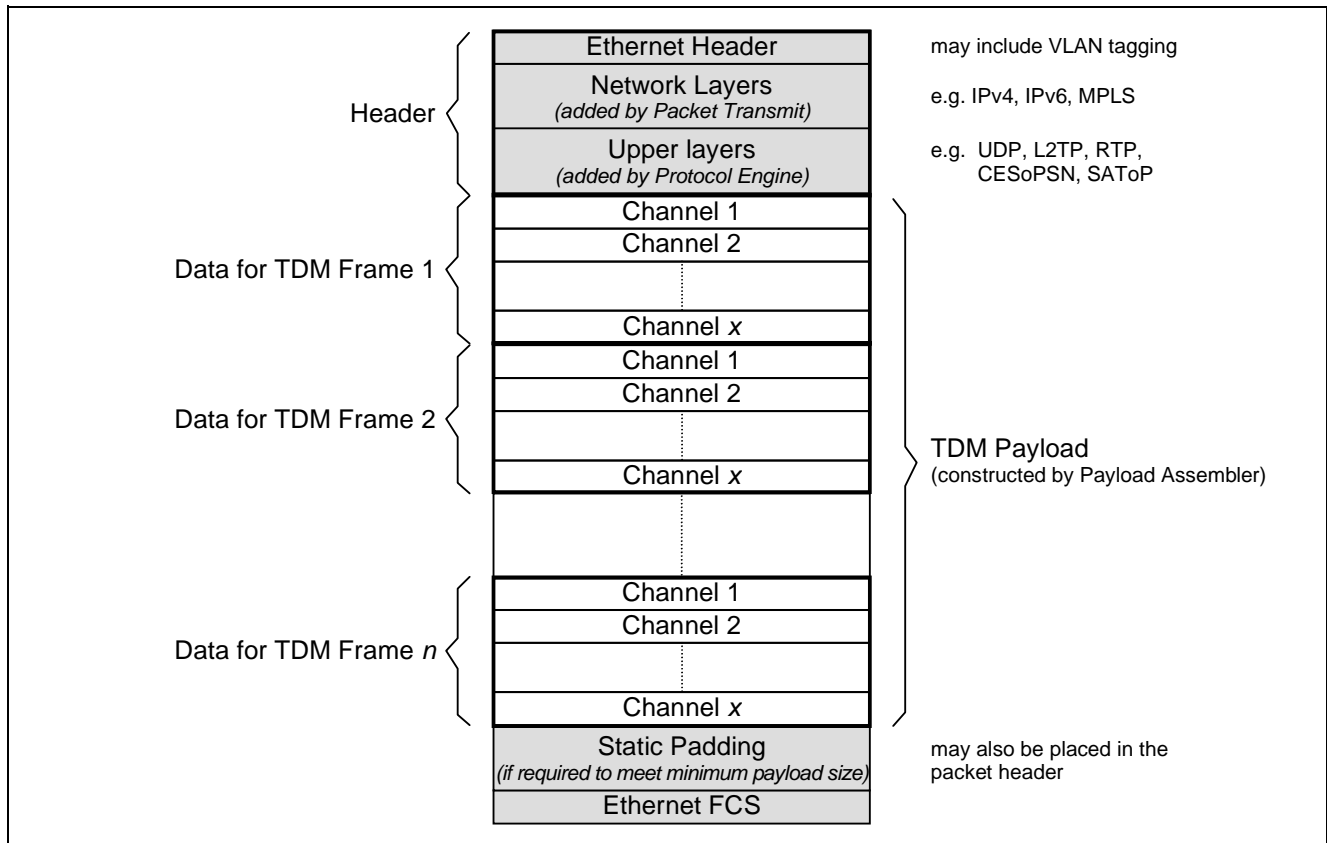 Ethernet Header
may include VLAN tagging
Network Layers
(added by Packet Transmit)
e.g. IPv4, IPv6, MPLS
Header
Upper layers
(added by Protocol Engine)
e.g. UDP, L2TP, RTP,
CESoPSN, SAToP
Channel 1
Channel 2
Data for TDM Frame 1
Channel x
Channel 1
Channel 2
Data for TDM Frame 2
Channel x
TDM Payload
(constructed by Payload Assembler)
Channel 1
Channel 2
Data for TDM Frame n
Channel x
Static Padding
(if required to meet minimum payload size)
may also be placed in the
packet header
Ethernet FCS